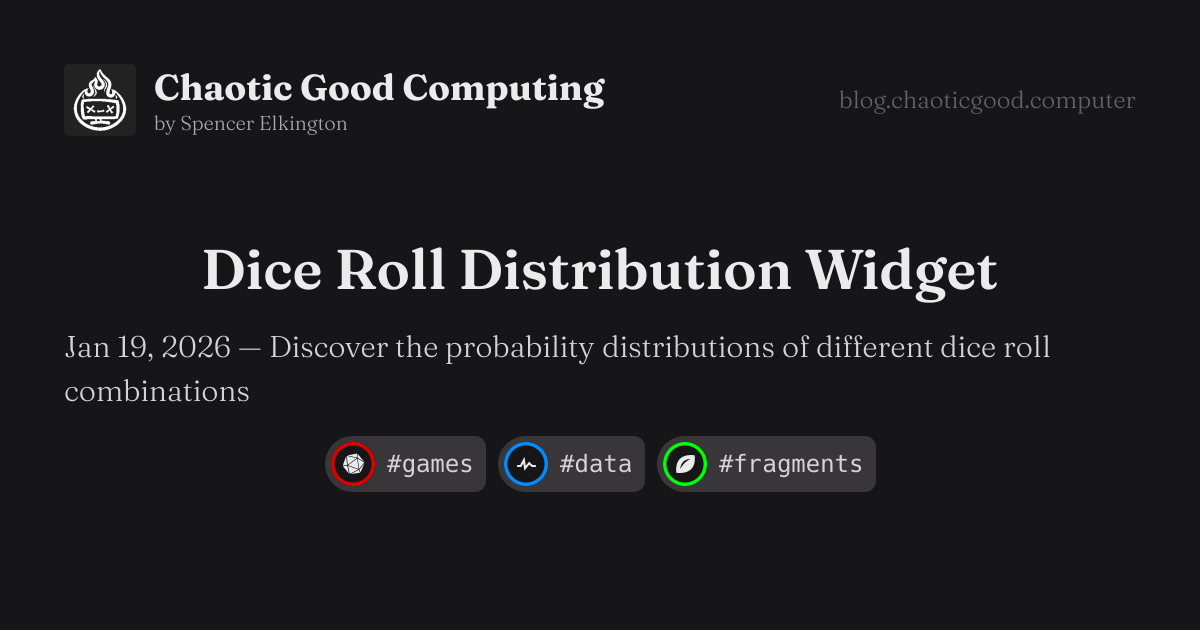 Chaotic Good Computing
by Spencer Elkington
blog.chaoticgood.computer
Dice Roll Distribution Widget
Jan 19, 2026 — Discover the probability distributions of different dice roll
combinations
#games #data #fragments